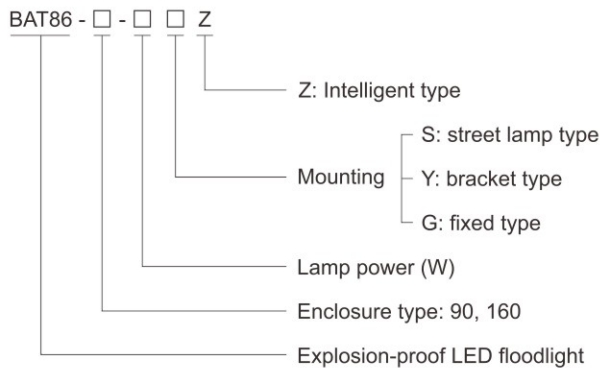 BAT86 - □ - □ □ Z
Z: Intelligent type
S: street lamp type
Mounting
Y: bracket type
G: fixed type
Lamp power (W)
Enclosure type: 90, 160
Explosion-proof LED floodlight